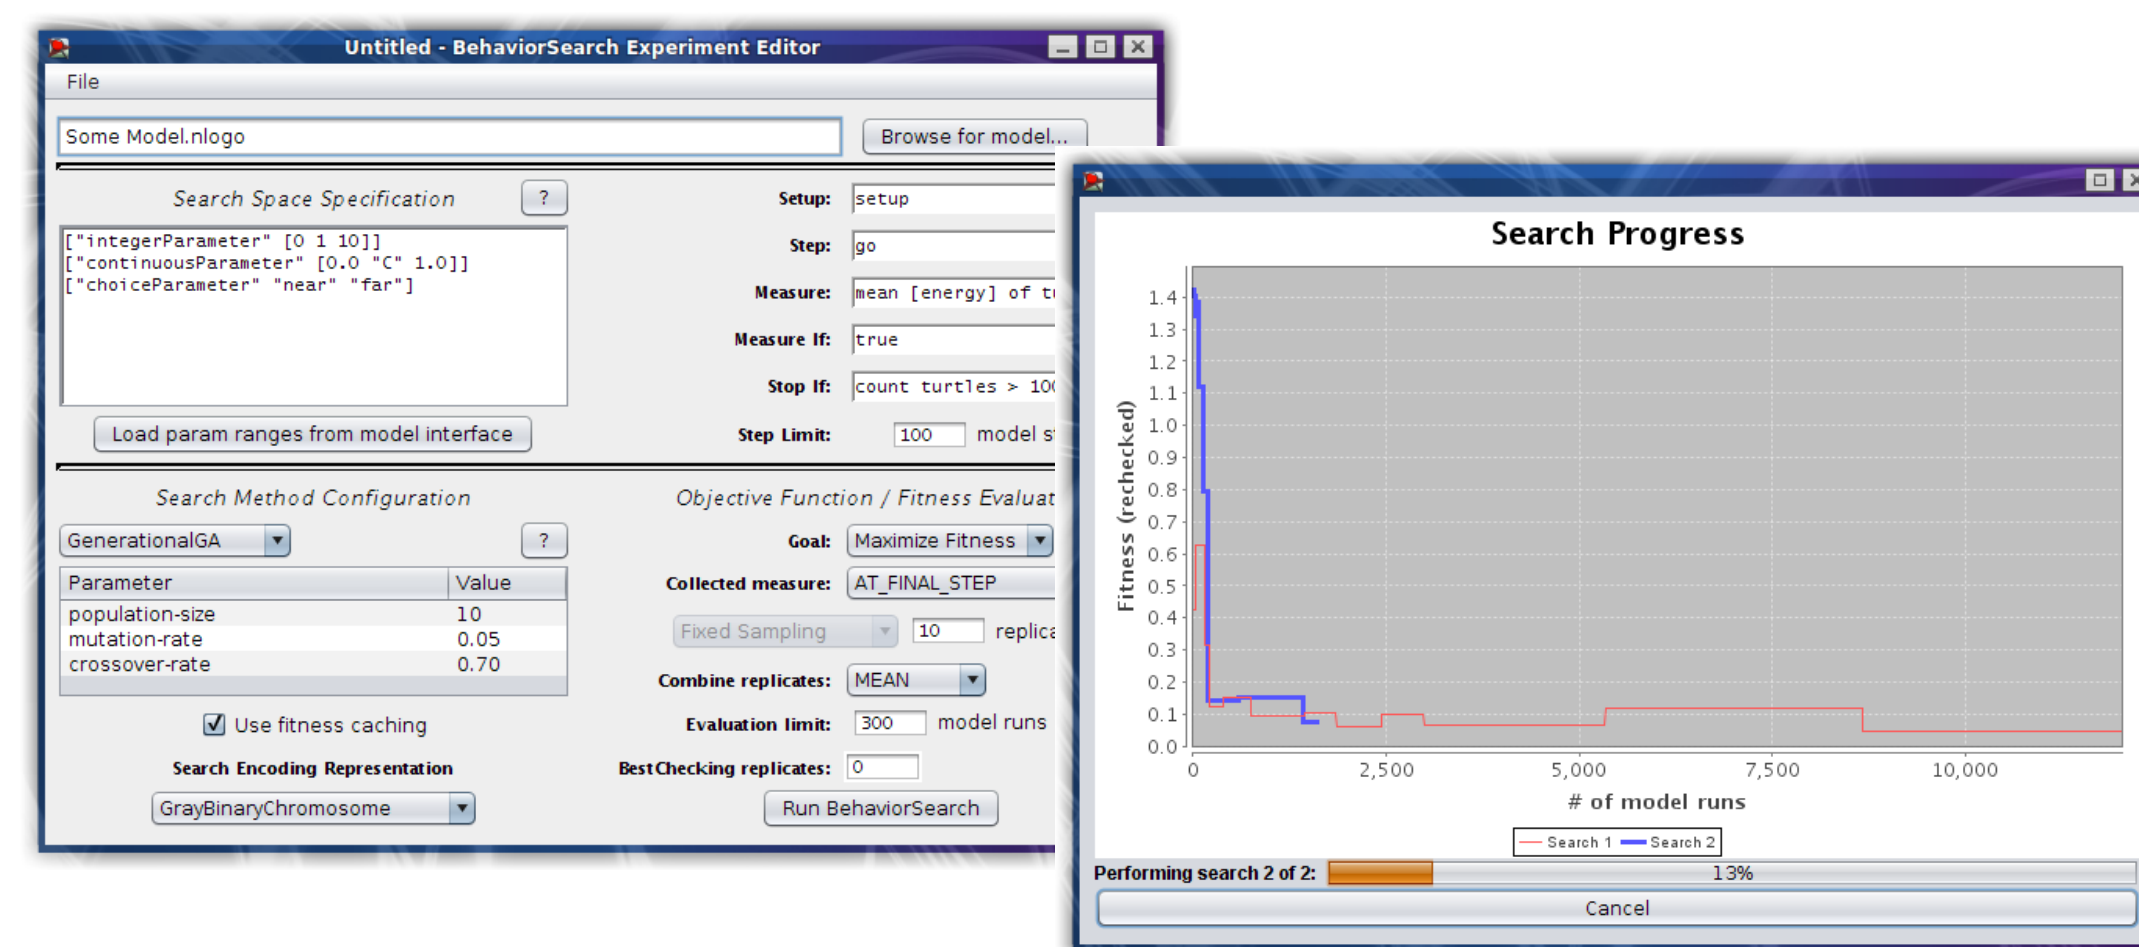 Untitled - BehaviorSearch Experiment Editor
File
Some Model.nlogo
Browse for model...
Search Space Specification
?
["integerParameter" [0 1 10]]
["continuousParameter" [0.0 "C" 1.0]]
["choiceParameter" "near" "far"]
Load param ranges from model interface
Setup: setup
Step: go
Measure: mean [energy] of
Measure If: true
Stop If: count turtles > 100
Step Limit: 100 model
Search Method Configuration
GenerationalGA
?
Parameter Value
population-size 10
mutation-rate 0.05
crossover-rate 0.70
Use fitness caching
Search Encoding Representation
GrayBinaryChromosome
Objective Function / Fitness
Goal: Maximize Fitness
Collected measure: AT_FINAL_STEP
Fixed Sampling 10
Combine replicates: MEAN
Evaluation limit: 300 model runs
BestChecking replicates: 0
Run BehaviorSearch
Search Progress
Fitness (rechecked)
1.4
1.3
1.2
1.1
1.0
0.9
0.8
0.7
0.6
0.5
0.4
0.3
0.2
0.1
0.0
0 2,500 5,000 7,500 10,000
# of model runs
Search 1 Search 2
Performing search 2 of 2: 13%
Cancel